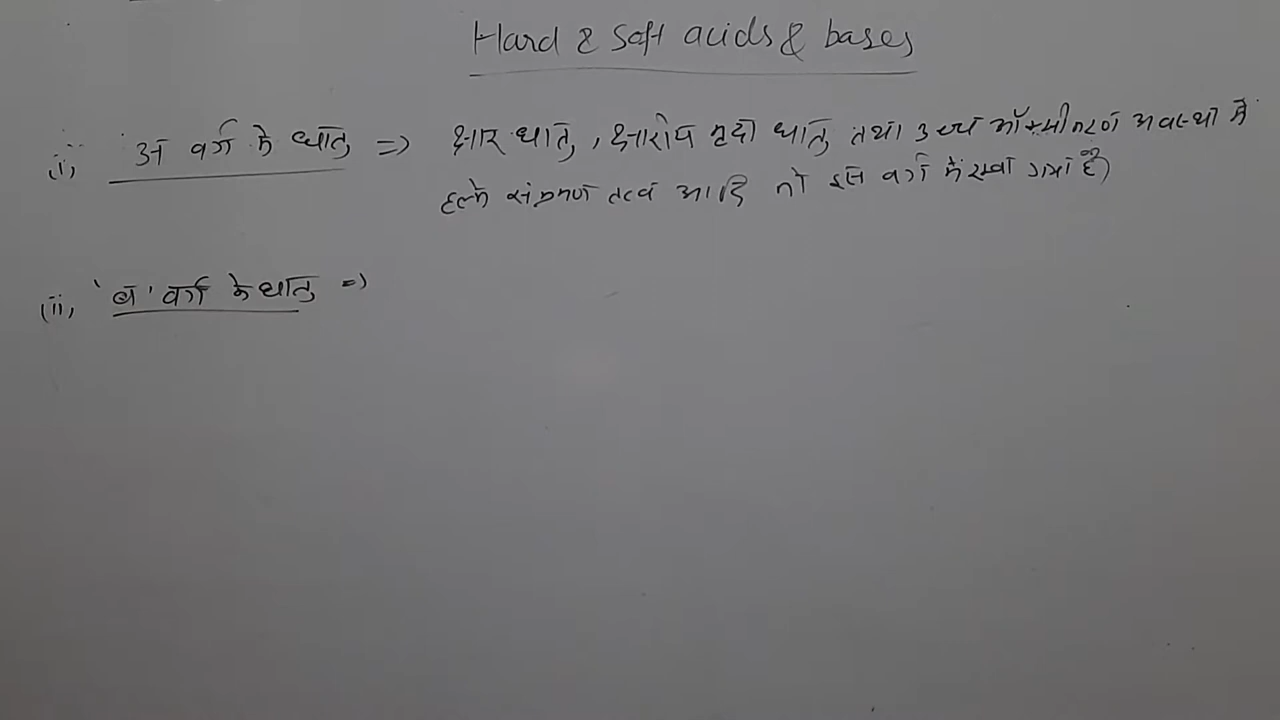 Hard & Soft acids & bases
(i) 'अ' वर्ग के धातु => क्षार धातु, क्षारीय मृदा धातु तथा उच्च ऑक्सीकरण अवस्था में
हल्के संक्रमण तत्व आदि को इस वर्ग में रखा गया है)
(ii) 'ब' वर्ग के धातु =>